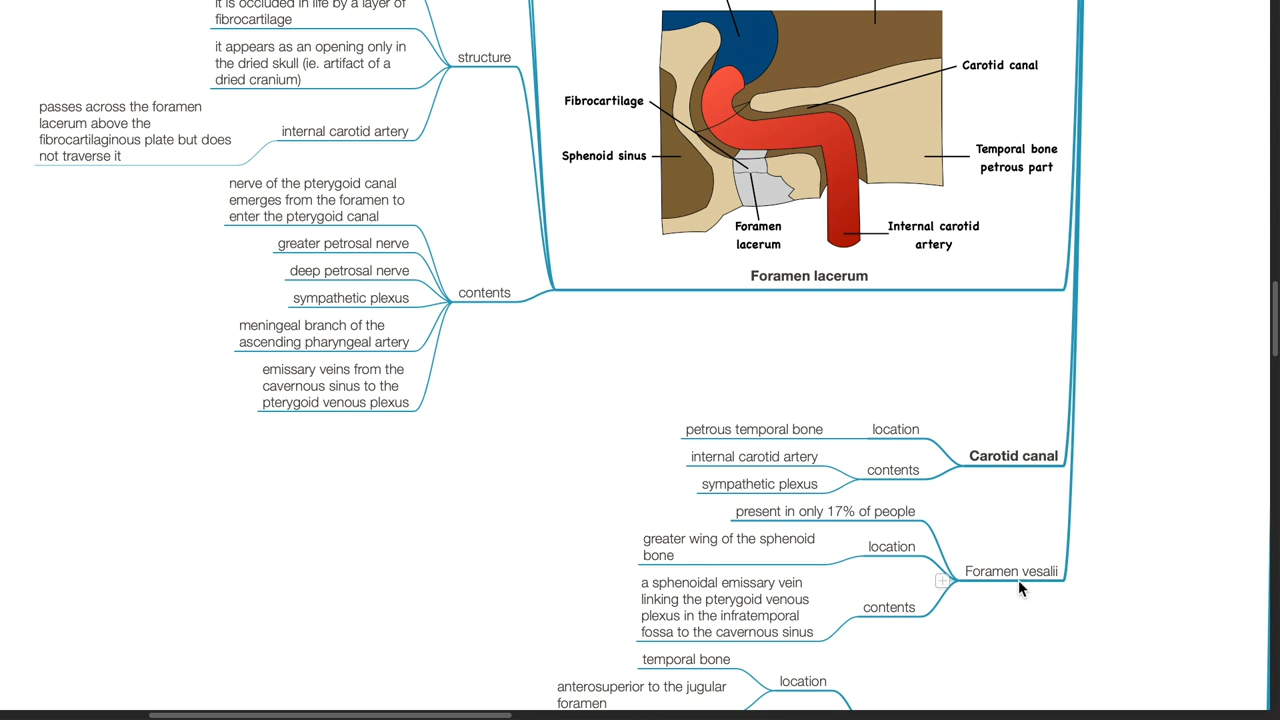 it is occluded in life by a layer of
fibrocartilage
it appears as an opening only in
the dried skull (ie. artifact of a
dried cranium)
structure
passes across the foramen
lacerum above the
fibrocartilaginous plate but does
not traverse it
internal carotid artery
nerve of the pterygoid canal
emerges from the foramen to
enter the pterygoid canal
greater petrosal nerve
deep petrosal nerve
sympathetic plexus
meningeal branch of the
ascending pharyngeal artery
emissary veins from the
cavernous sinus to the
pterygoid venous plexus
contents
Carotid canal
Fibrocartilage
Sphenoid sinus
Temporal bone
petrous part
Foramen
lacerum
Internal carotid
artery
Foramen lacerum
petrous temporal bone
location
internal carotid artery
sympathetic plexus
contents
Carotid canal
present in only 17% of people
greater wing of the sphenoid
bone
location
a sphenoidal emissary vein
linking the pterygoid venous
plexus in the infratemporal
fossa to the cavernous sinus
contents
Foramen vesalii
temporal bone
anterosuperior to the jugular
foramen
location